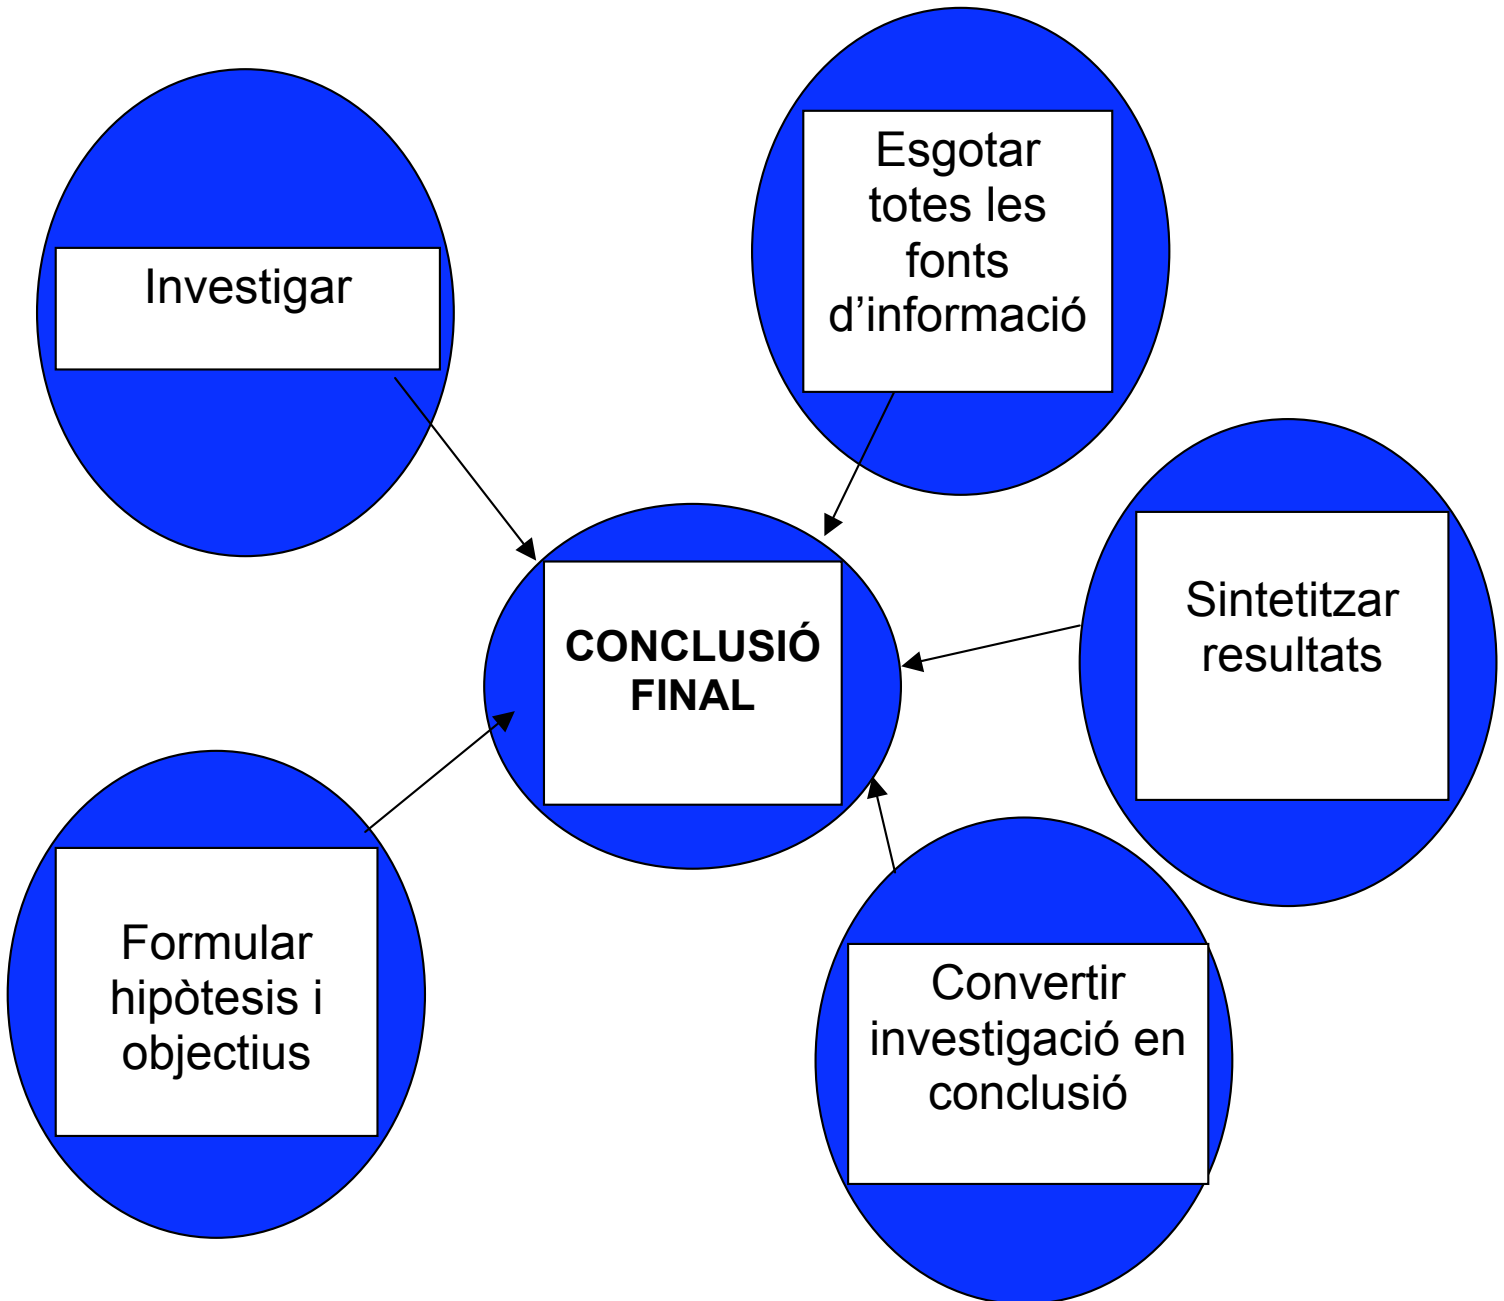 Esgotar
totes les
fonts
d’informació
Investigar
Sintetitzar
resultats
CONCLUSIÓ
FINAL
Formular
hipòtesis i
objectius
Convertir
investigació en
conclusió